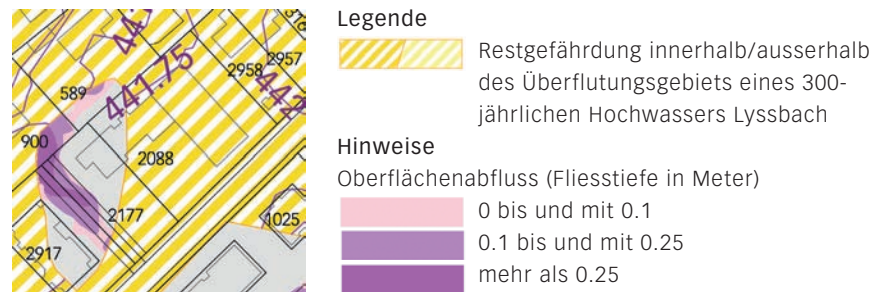 Legende
Restgefährdung innerhalb/ausserhalb
des Überflutungsgebiets eines 300-
jährlichen Hochwassers Lyssbach
Hinweise
Oberflächenabfluss (Fliesstiefe in Meter)
0 bis und mit 0.1
0.1 bis und mit 0.25
mehr als 0.25
589
441.75
2958
2957
442
900
2088
2177
1025
2917